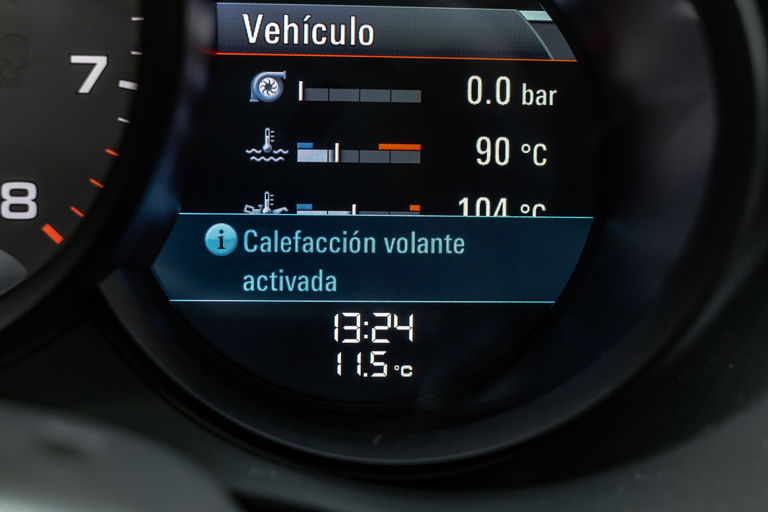 Vehículo
7
0.0 bar
90 °C
8
104 °C
i Calefacción volante
activada
13:24
11.5 °C